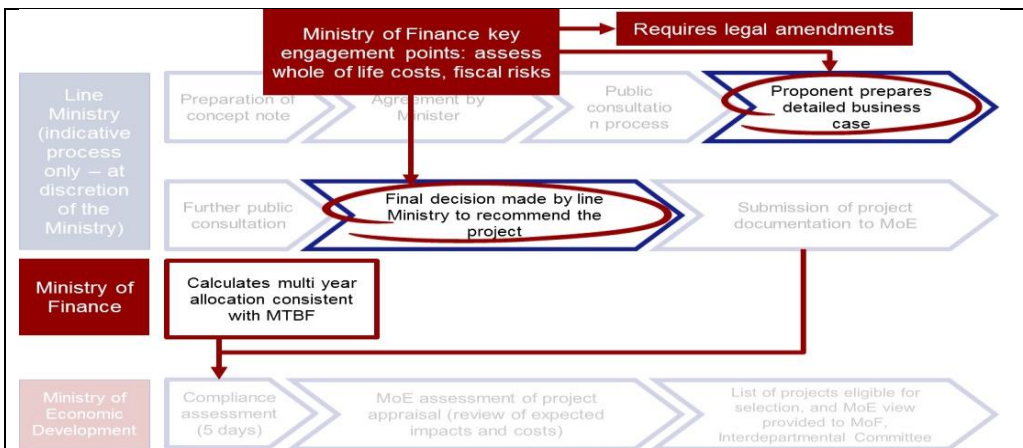 Ministry of Finance key
engagement points: assess
whole of life costs, fiscal risks
Requires legal amendments
Line
Ministry
(indicative
process
only – at
discretion
of the
Ministry)
Preparation of
concept note
Agreement by
Minister
Public
consultatio
n process
Proponent prepares
detailed business
case
Further public
consultation
Final decision made by line
Ministry to recommend the
project
Submission of project
documentation to MoE
Ministry of
Finance
Calculates multi year
allocation consistent
with MTBF
Ministry of
Economic
Development
Compliance
assessment
(5 days)
MoE assessment of project
appraisal (review of expected
impacts and costs)
List of projects eligible for
selection, and MoE view
provided to MoF,
Interdepartmental Committee